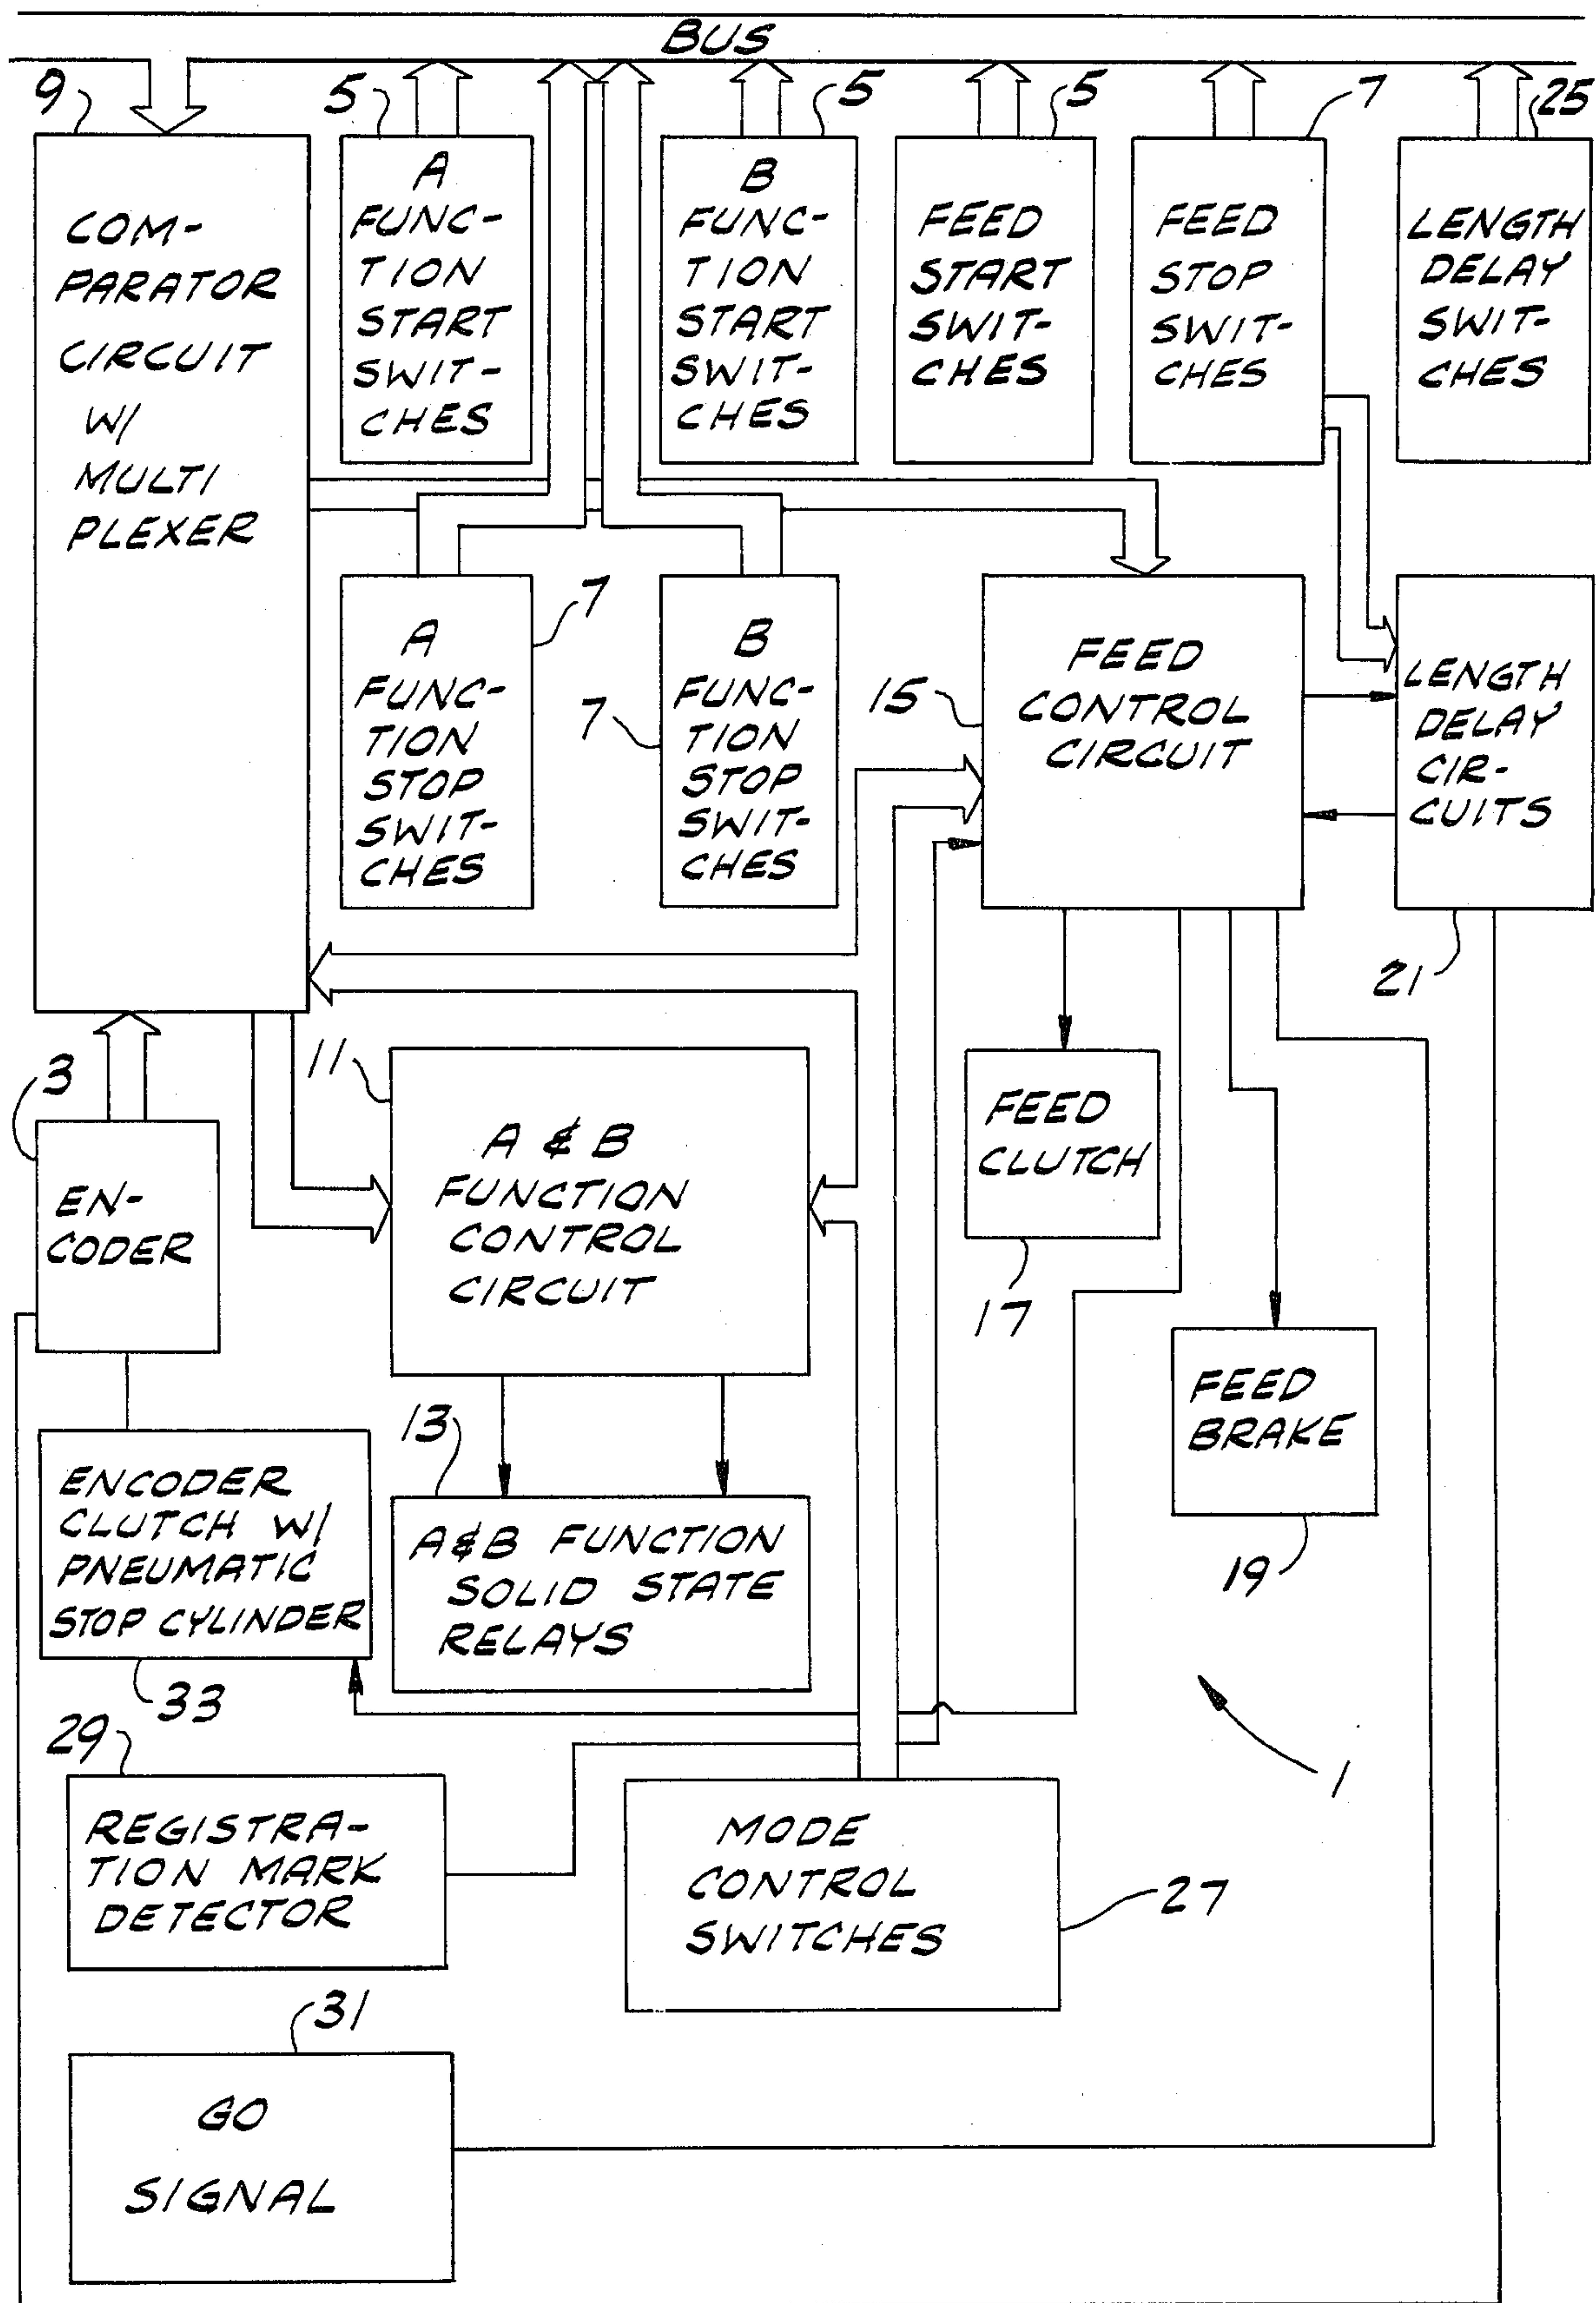 BUS
9
5
5
5
7
25
COM-
PARATOR
CIRCUIT
W/
MULTI
PLEXER
A
FUNC-
TION
START
SWIT-
CHES
B
FUNC-
TION
START
SWIT-
CHES
FEED
START
SWIT-
CHES
FEED
STOP
SWIT-
CHES
LENGTH
DELAY
SWIT-
CHES
A
FUNC-
TION
STOP
SWIT-
CHES
7
B
FUNC-
TION
STOP
SWIT-
CHES
7
15
FEED
CONTROL
CIRCUIT
LENGTH
DELAY
CIR-
CUITS
21
3
EN-
CODER
11
A & B
FUNCTION
CONTROL
CIRCUIT
FEED
CLUTCH
17
FEED
BRAKE
19
ENCODER
CLUTCH W/
PNEUMATIC
STOP CYLINDER
33
13
A&B FUNCTION
SOLID STATE
RELAYS
1
29
REGISTRA-
TION MARK
DETECTOR
MODE
CONTROL
SWITCHES
27
31
GO
SIGNAL